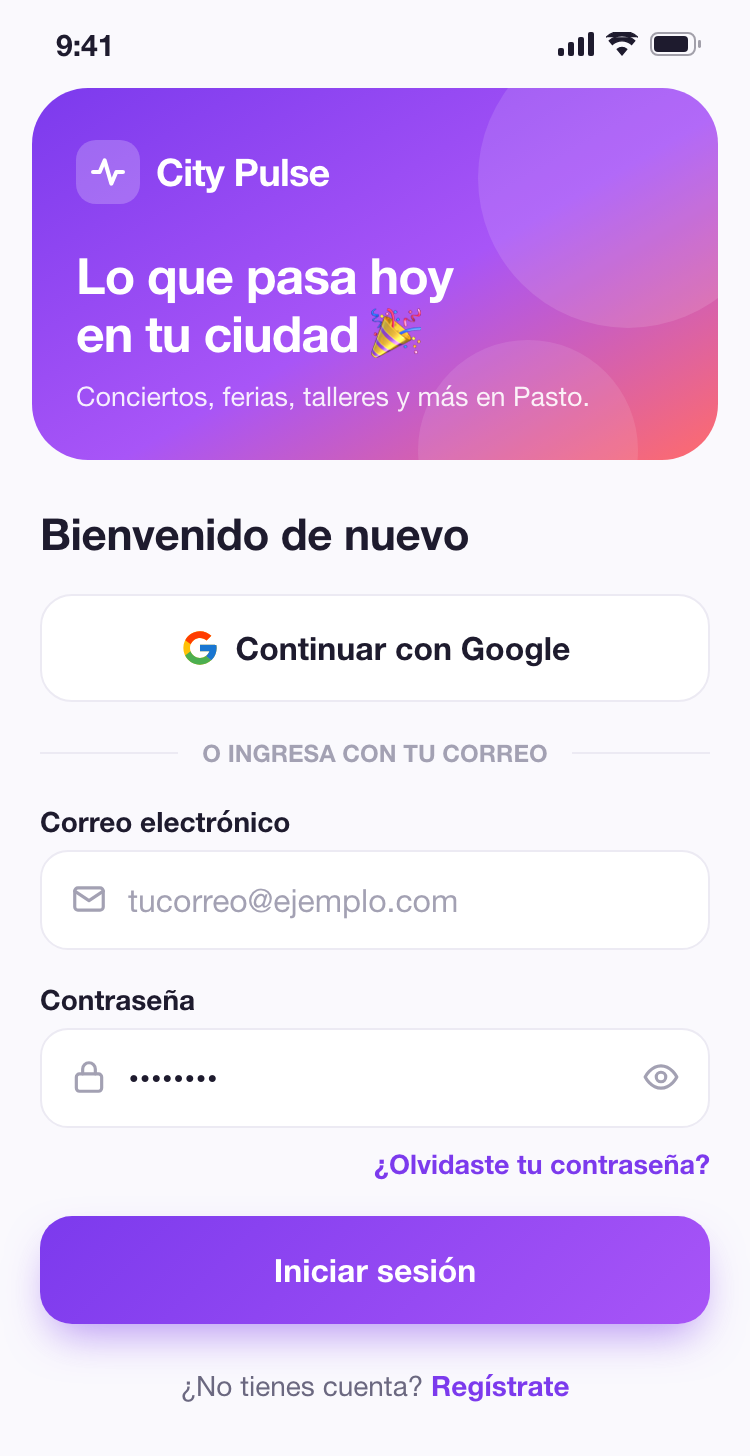 9:41
City Pulse
Lo que pasa hoy
en tu ciudad 🎉
Conciertos, ferias, talleres y más en Pasto.
Bienvenido de nuevo
Continuar con Google
O INGRESA CON TU CORREO
Correo electrónico
tucorreo@ejemplo.com
Contraseña
••••••••
¿Olvidaste tu contraseña?
Iniciar sesión
¿No tienes cuenta? Regístrate